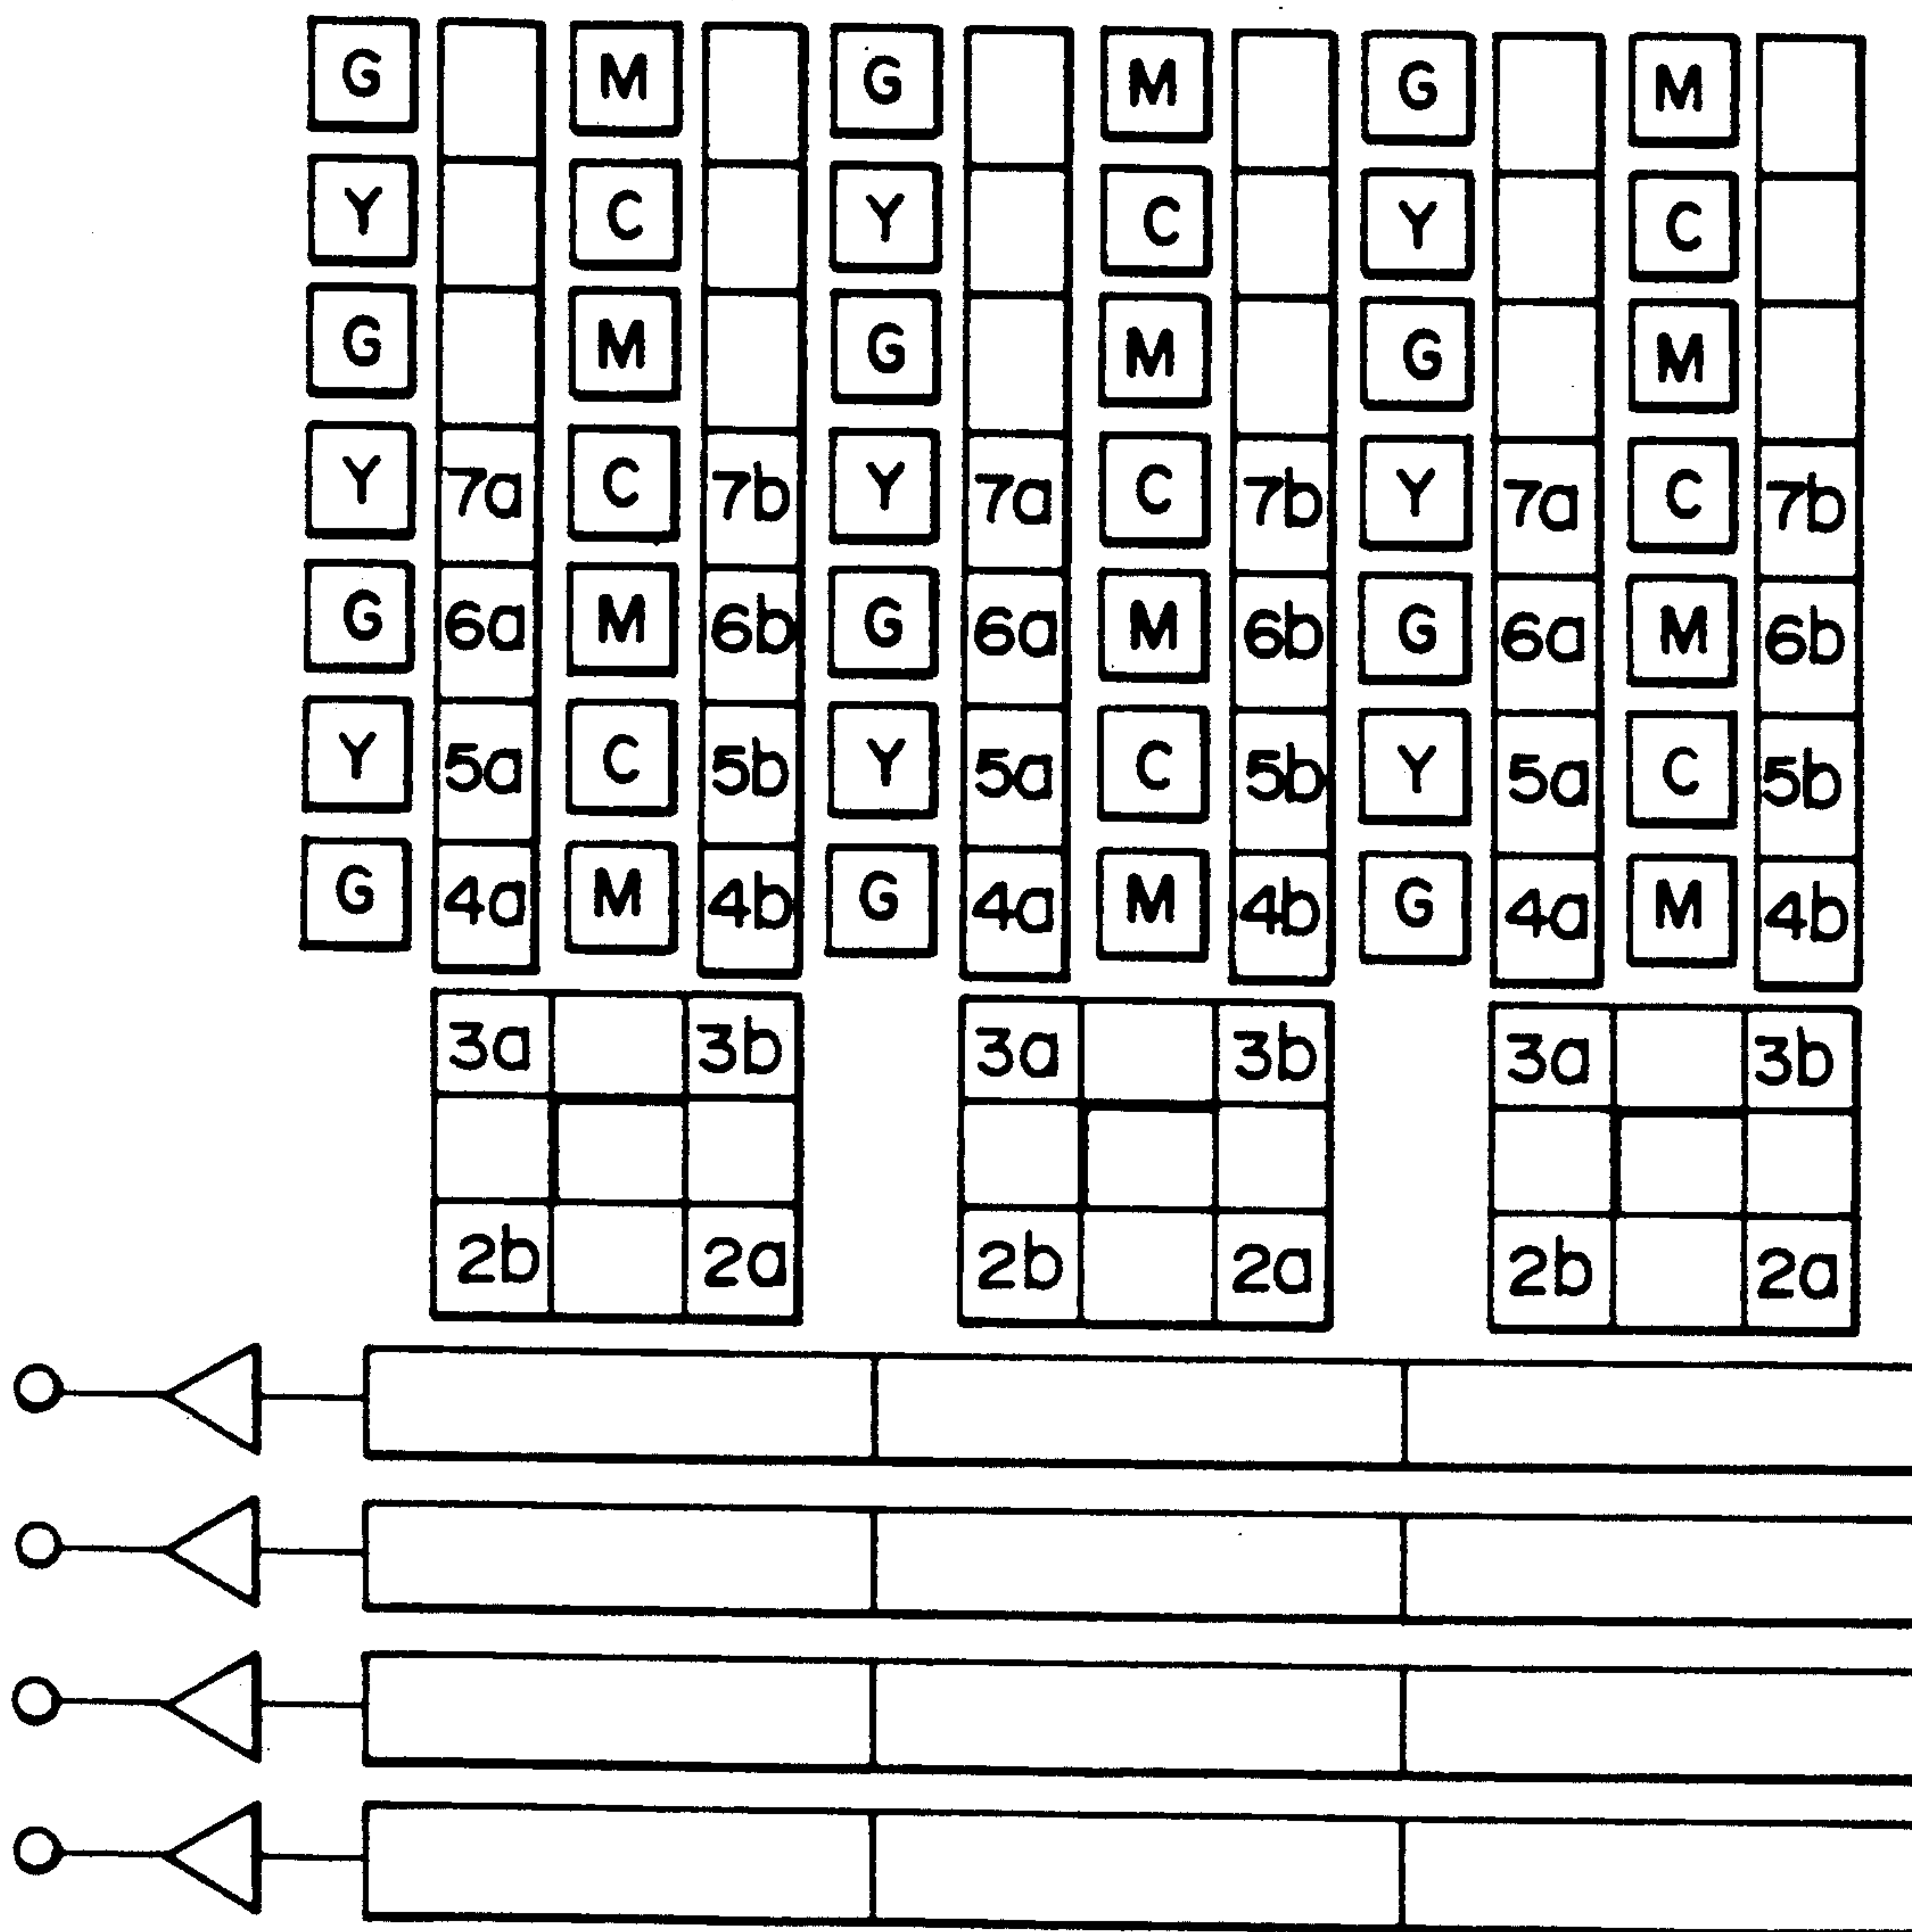 G M G M G M
Y C Y C Y C
G M G M G M
Y 7a C 7b Y 7a C 7b Y 7a C 7b
G 6a M 6b G 6a M 6b G 6a M 6b
Y 5a C 5b Y 5a C 5b Y 5a C 5b
G 4a M 4b G 4a M 4b G 4a M 4b
3a 3b 3a 3b 3a 3b
2b 2a 2b 2a 2b 2a